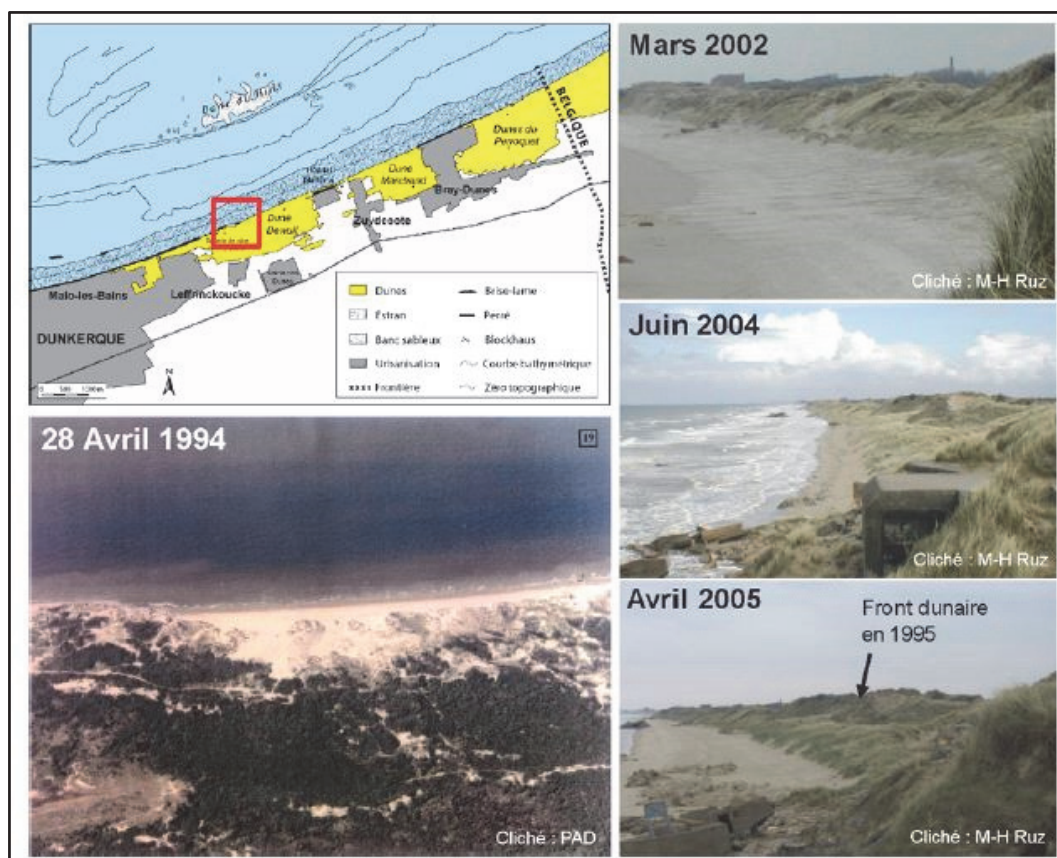 BELGIQUE
Dunes du
Perroquet
Dune
Marchand
Bray-Dunes
Zuydcoote
Dune
Dewulf
Malo-les-Bains
Leffrinckoucke
DUNKERQUE
N
Dunes
Estran
Banc sableux
Urbanisation
Frontière
Brise-lame
Perré
Blockhaus
Courbe bathymétrique
Zéro topographique
28 Avril 1994
19
Cliché : PAD
Mars 2002
Cliché : M-H Ruz
Juin 2004
Cliché : M-H Ruz
Avril 2005
Front dunaire
en 1995
Cliché : M-H Ruz